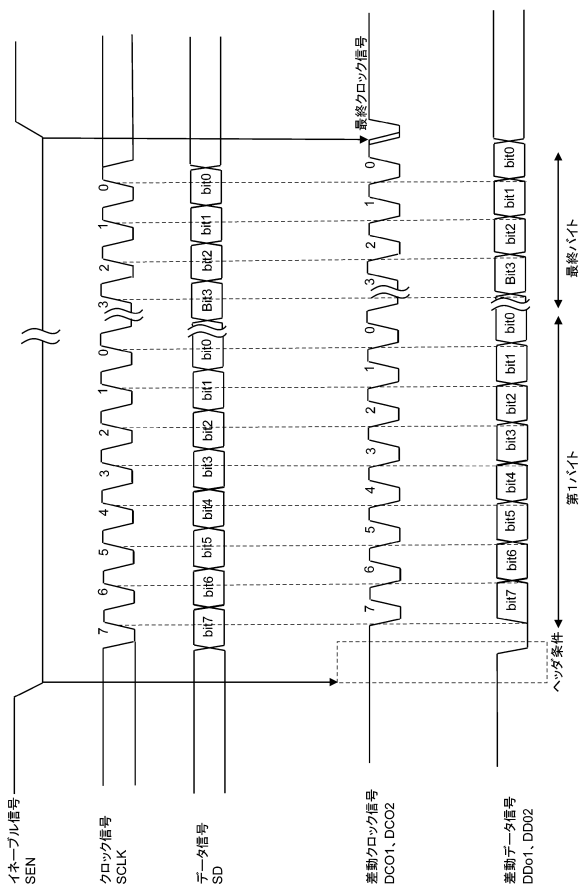 イネーブル信号
SEN
クロック信号
SCLK
7 6 5 4 3 2 1 0 3 2 1 0
データ信号
SD
bit7 bit6 bit5 bit4 bit3 bit2 bit1 bit0 Bit3 bit2 bit1 bit0
差動クロック信号
DCO1、DCO2
7 6 5 4 3 2 1 0 3 2 1 0
最終クロック信号
差動データ信号
DDo1、DD02
bit7 bit6 bit5 bit4 bit3 bit2 bit1 bit0 Bit3 bit2 bit1 bit0
ヘッダ条件
第1バイト
最終バイト